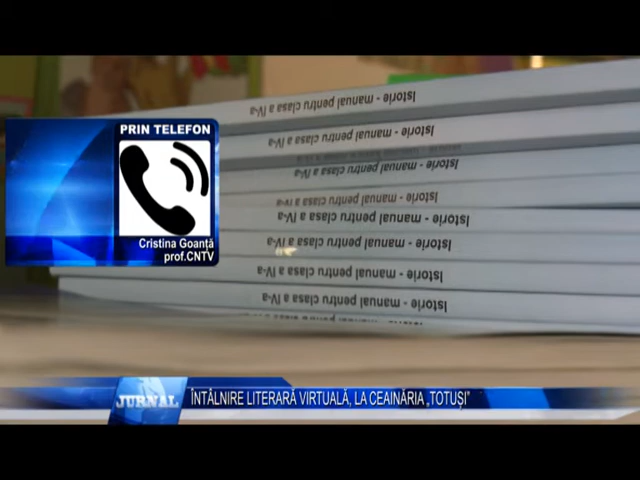 Istorie - manual pentru clasa a IV-a
Istorie - manual pentru clasa a IV-a
Istorie - manual pentru clasa a IV-a
Istorie - manual pentru clasa a IV-a
Istorie - manual pentru clasa a IV-a
Istorie - manual pentru clasa a IV-a
Istorie - manual pentru clasa a IV-a
Istorie - manual pentru clasa a IV-a
PRIN TELEFON
Cristina Goanță
prof.CNTV
JURNAL
ÎNTÂLNIRE LITERARĂ VIRTUALĂ, LA CEAINĂRIA „TOTUȘI”